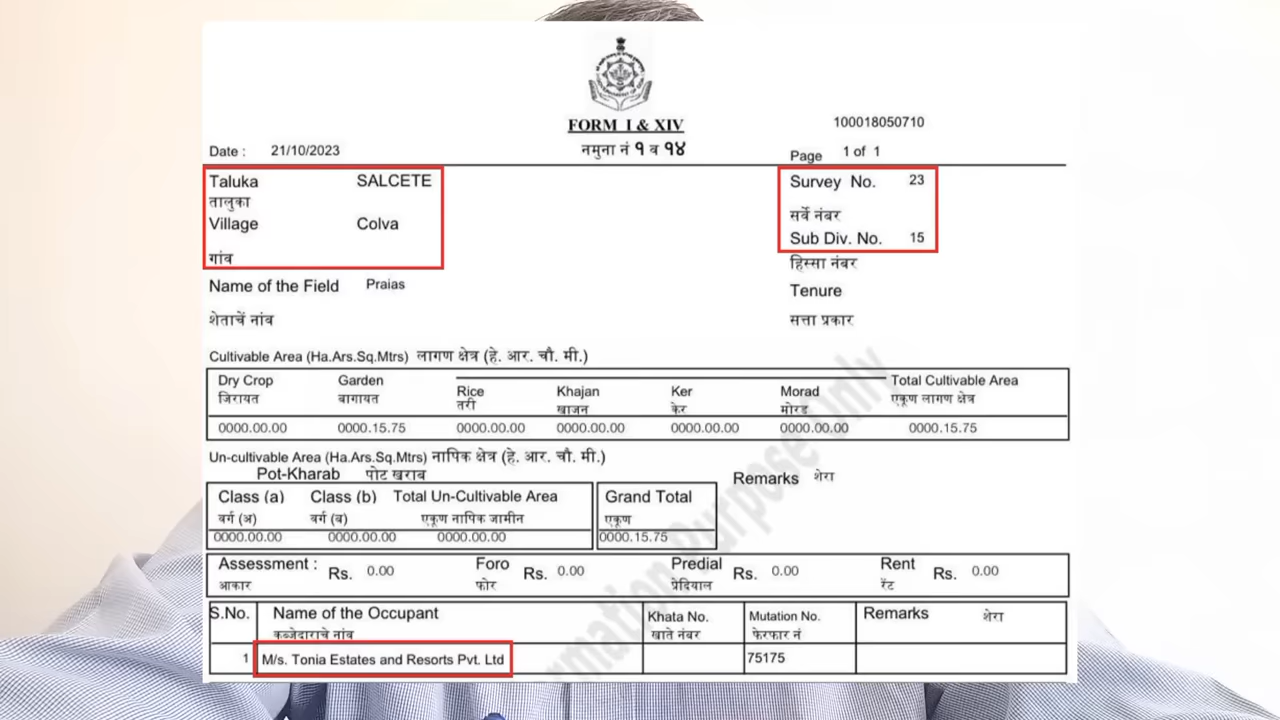 FORM I & XIV
100018050710
Date : 21/10/2023
नमुना नं १ व १४
Page 1 of 1
Taluka SALCETE
Survey No. 23
तालुका
सर्वे नंबर
Village Colva
Sub Div. No. 15
गांव
हिस्सा नंबर
Name of the Field Praias
Tenure
शेताचें नांब
सत्ता प्रकार
Cultivable Area (Ha.Ars.Sq.Mtrs) लागण क्षेत्र (हे. आर. चौ. मी.)
Dry Crop Garden Rice Khajan Ker Morad Total Cultivable Area
जिरायत बागायत तरी खाजन केर मोरड एकूण लागण क्षेत्र
0000.00.00 0000.15.75 0000.00.00 0000.00.00 0000.00.00 0000.00.00 0000.15.75
Un-cultivable Area (Ha.Ars.Sq.Mtrs) नापिक क्षेत्र (हे. आर. चौ. मी.)
Pot-Kharab पोट खराब
Remarks शेरा
Class (a) Class (b) Total Un-Cultivable Area Grand Total
वर्ग (अ) वर्ग (ब) एकूण नापिक जामीन एकूण
0000.00.00 0000.00.00 0000.00.00 0000.15.75
Assessment : Rs. 0.00 Foro Rs. 0.00 Predial Rs. 0.00 Rent Rs. 0.00
आकार फोर प्रेदियाल रेंट
S.No. Name of the Occupant Khata No. Mutation No. Remarks शेरा
कब्जेदाराचे नांव खाते नंबर फेरफार नं
1 M/s. Tonia Estates and Resorts Pvt. Ltd 75175
Purpose Only